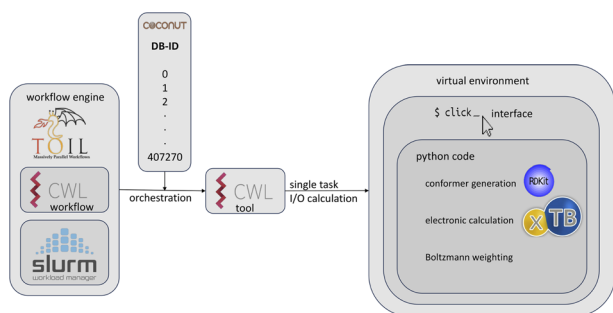 COCONUT
DB-ID
0
1
2
.
.
.
407270
workflow engine
TOIL
Massively Parallel Workflows
CWL
workflow
slurm
workload manager
orchestration
CWL
tool
single task
I/O calculation
virtual environment
$ click_ interface
python code
conformer generation
RDKit
electronic calculation
xTB
Boltzmann weighting